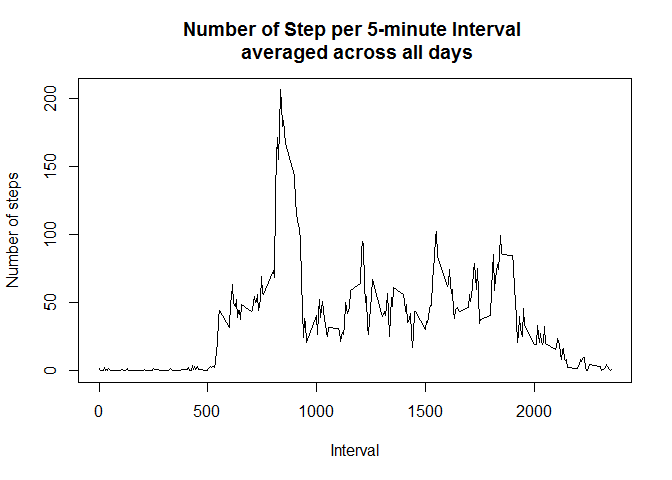 Number of Step per 5-minute Interval
averaged across all days
Number of steps
200
150
100
50
0
0 500 1000 1500 2000
Interval